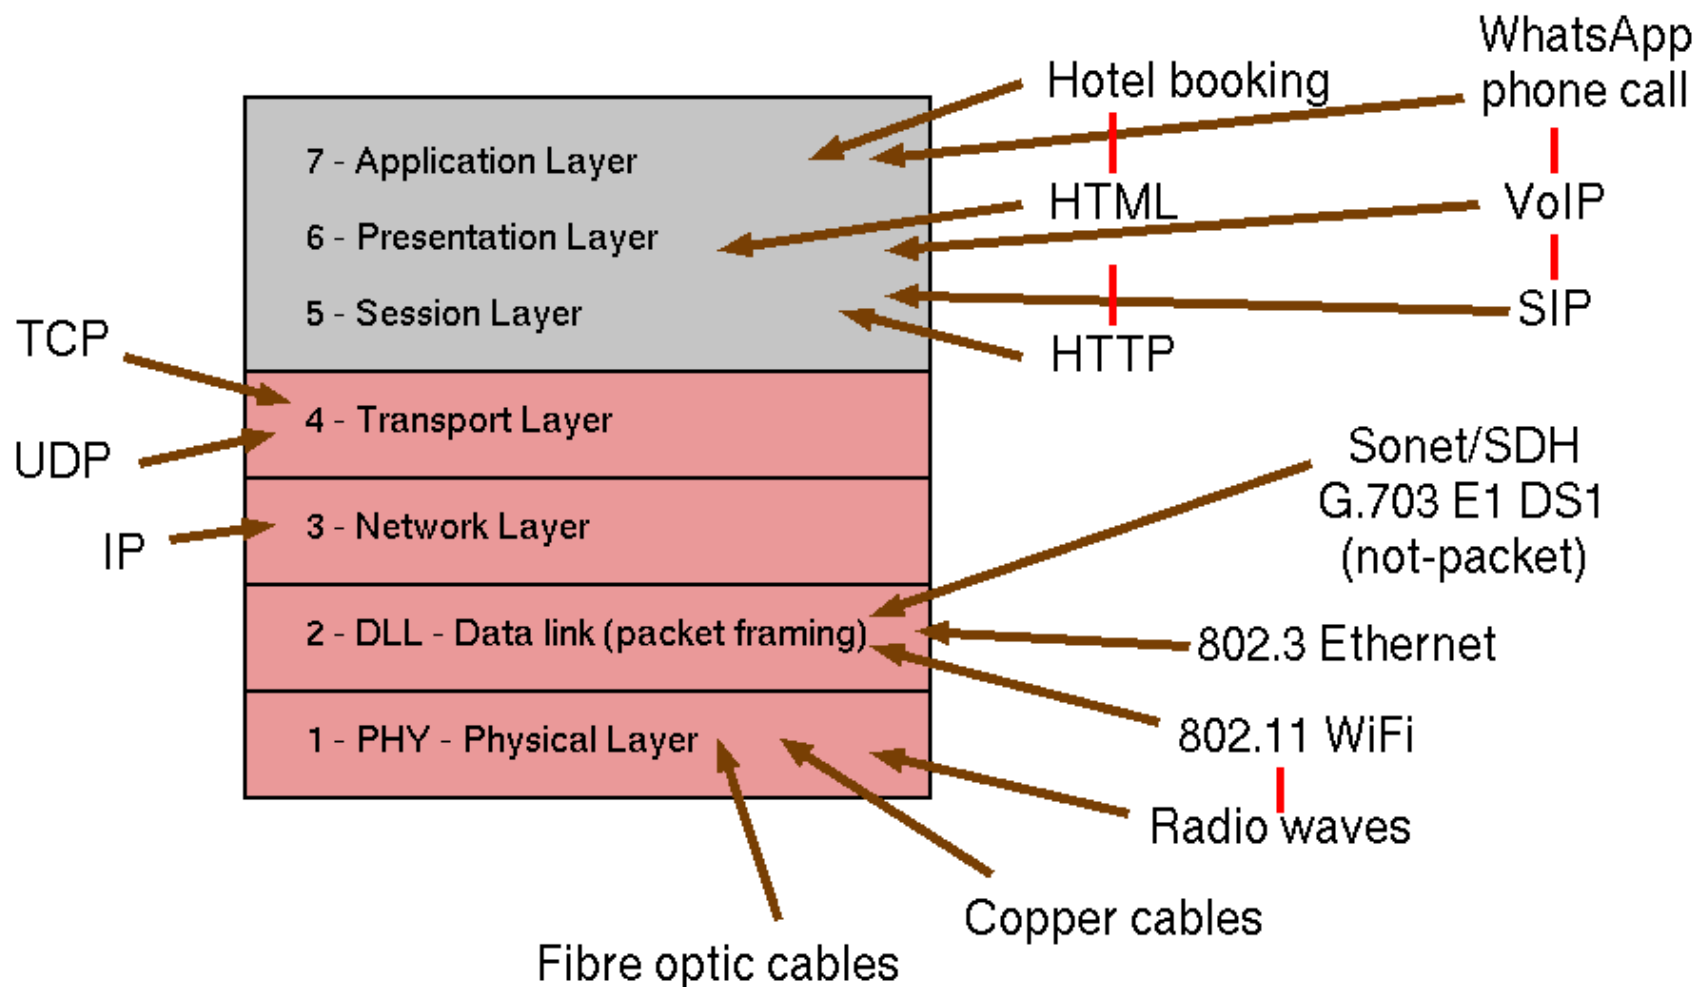 WhatsApp
phone call
Hotel booking
7 - Application Layer
HTML
VoIP
6 - Presentation Layer
5 - Session Layer
SIP
TCP
HTTP
4 - Transport Layer
UDP
Sonet/SDH
G.703 E1 DS1
(not-packet)
IP
3 - Network Layer
2 - DLL - Data link (packet framing)
802.3 Ethernet
1 - PHY - Physical Layer
802.11 WiFi
Radio waves
Copper cables
Fibre optic cables